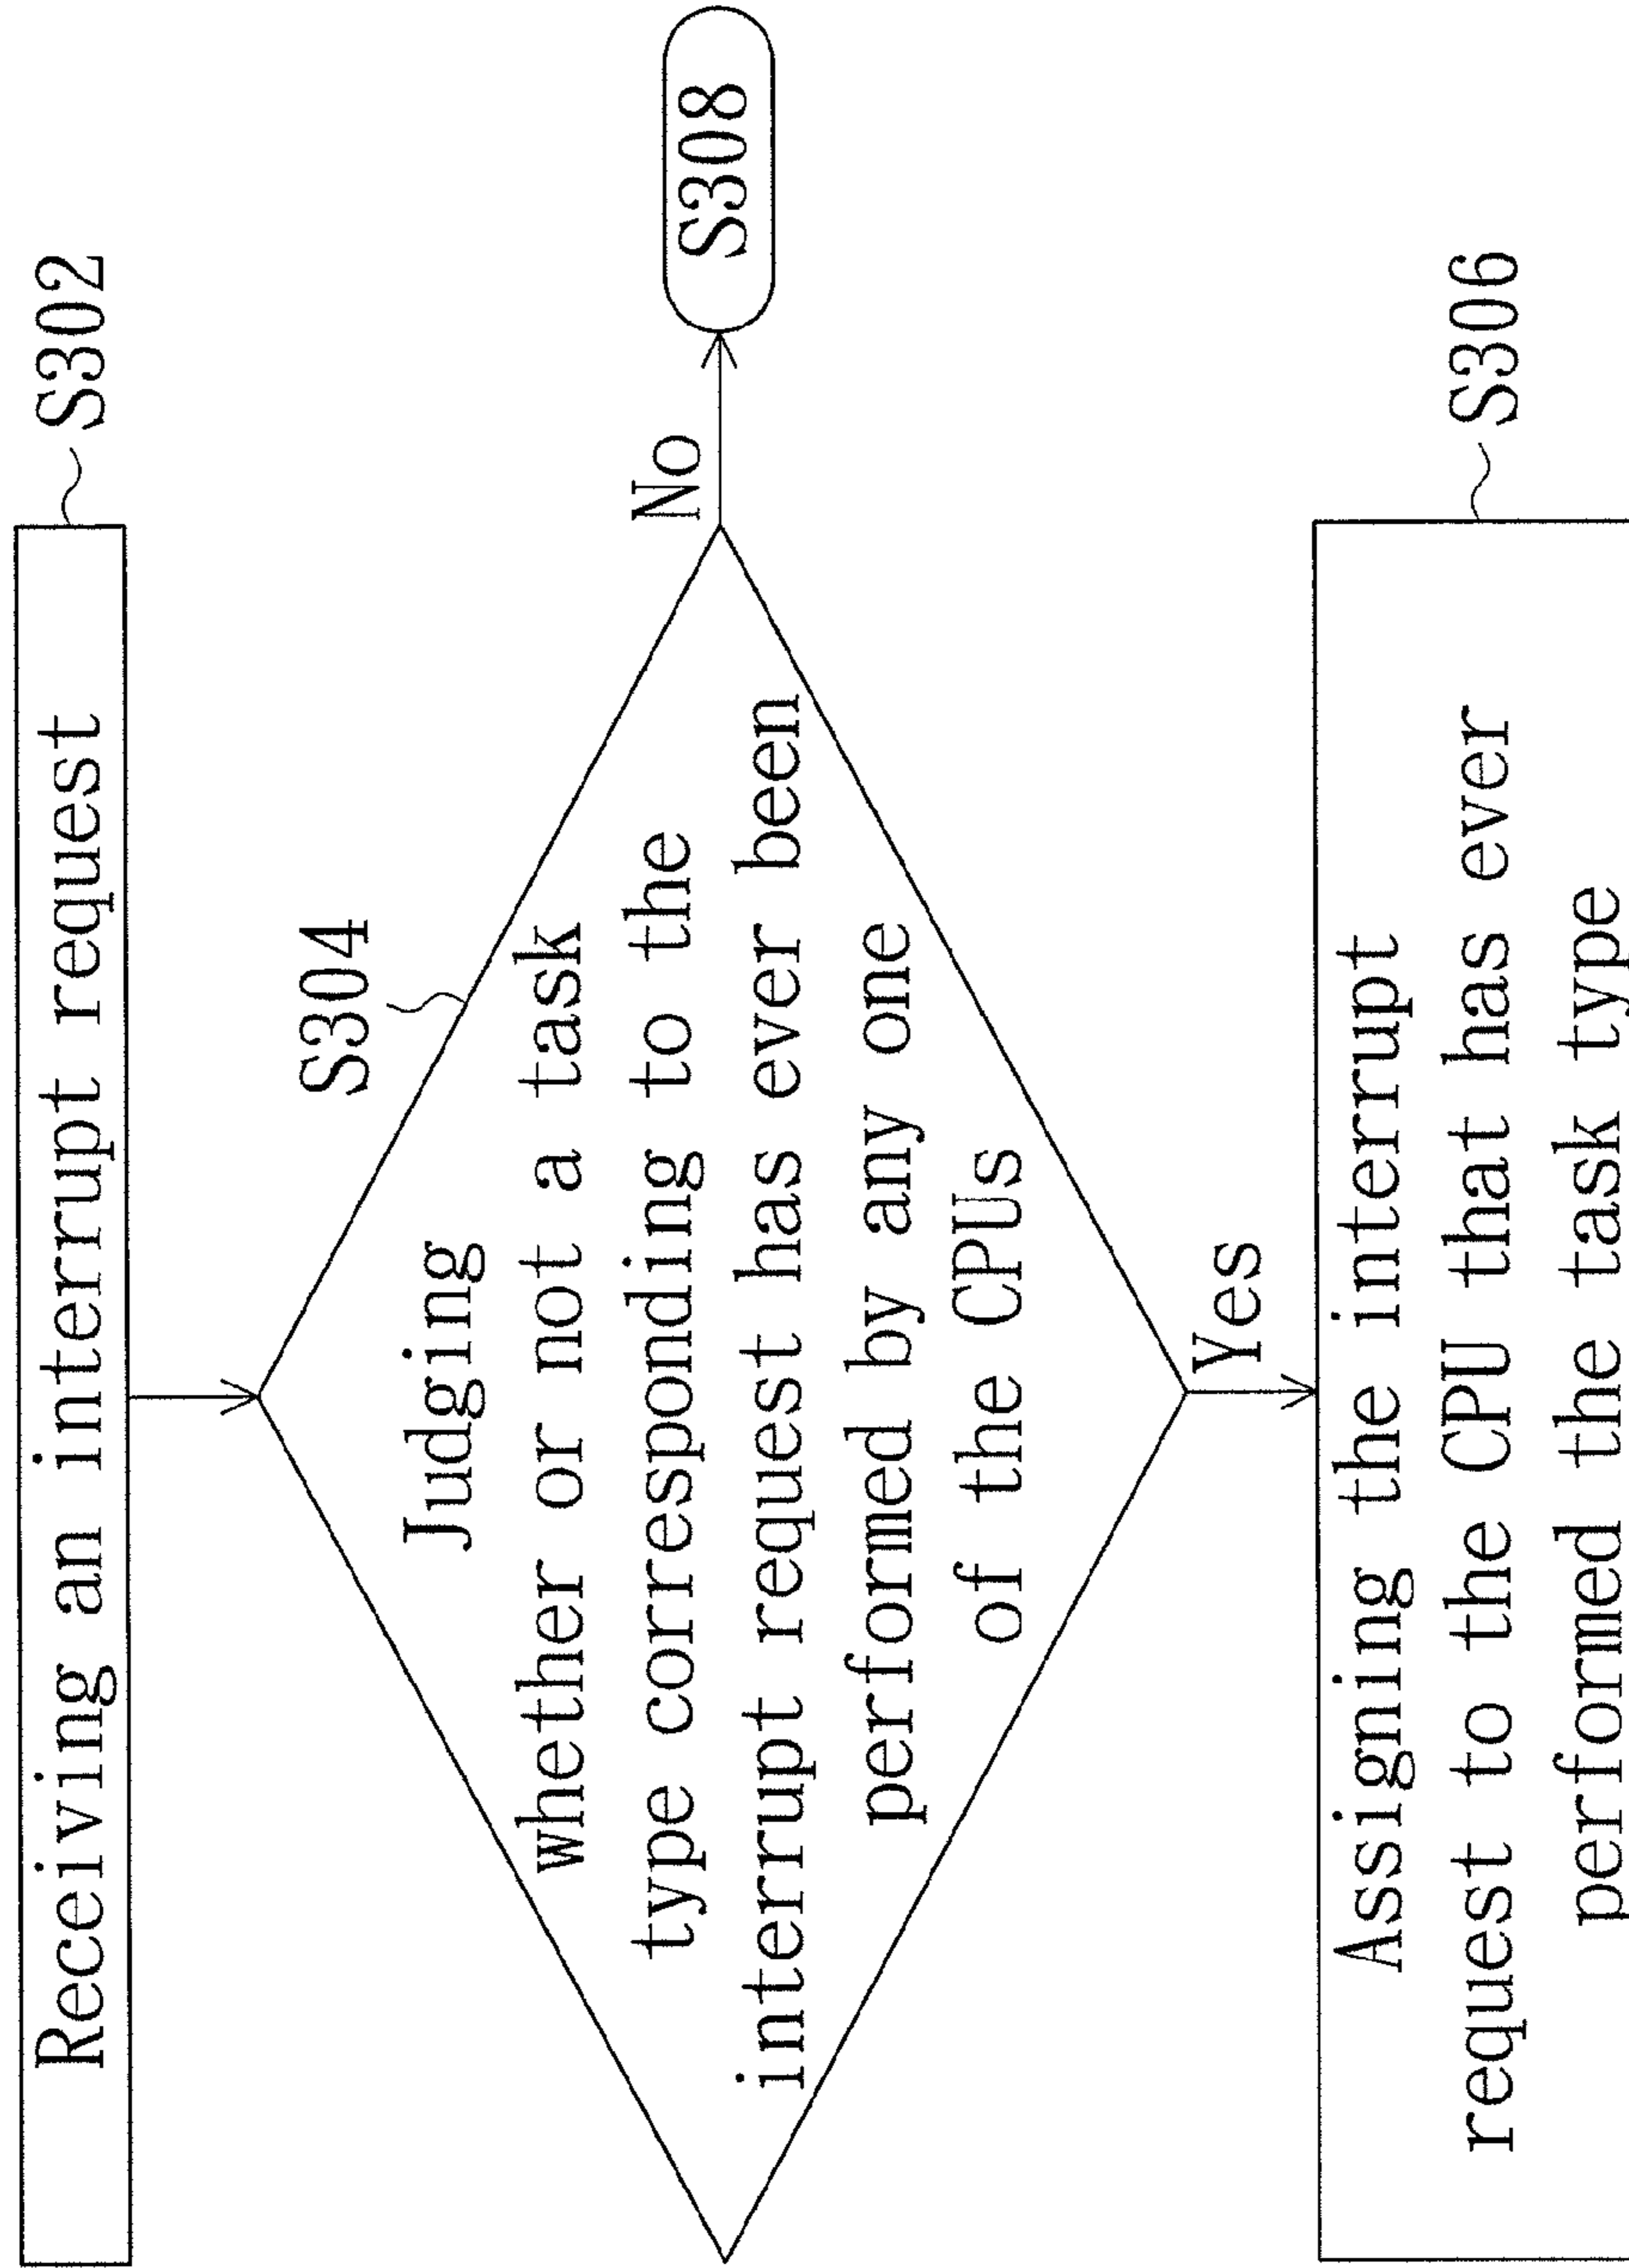 Receiving an interrupt request
S302
S304
Judging
whether or not a task
type corresponding to the
interrupt request has ever been
performed by any one
of the CPUs
No
S308
Yes
Assigning the interrupt
request to the CPU that has ever
performed the task type
S306